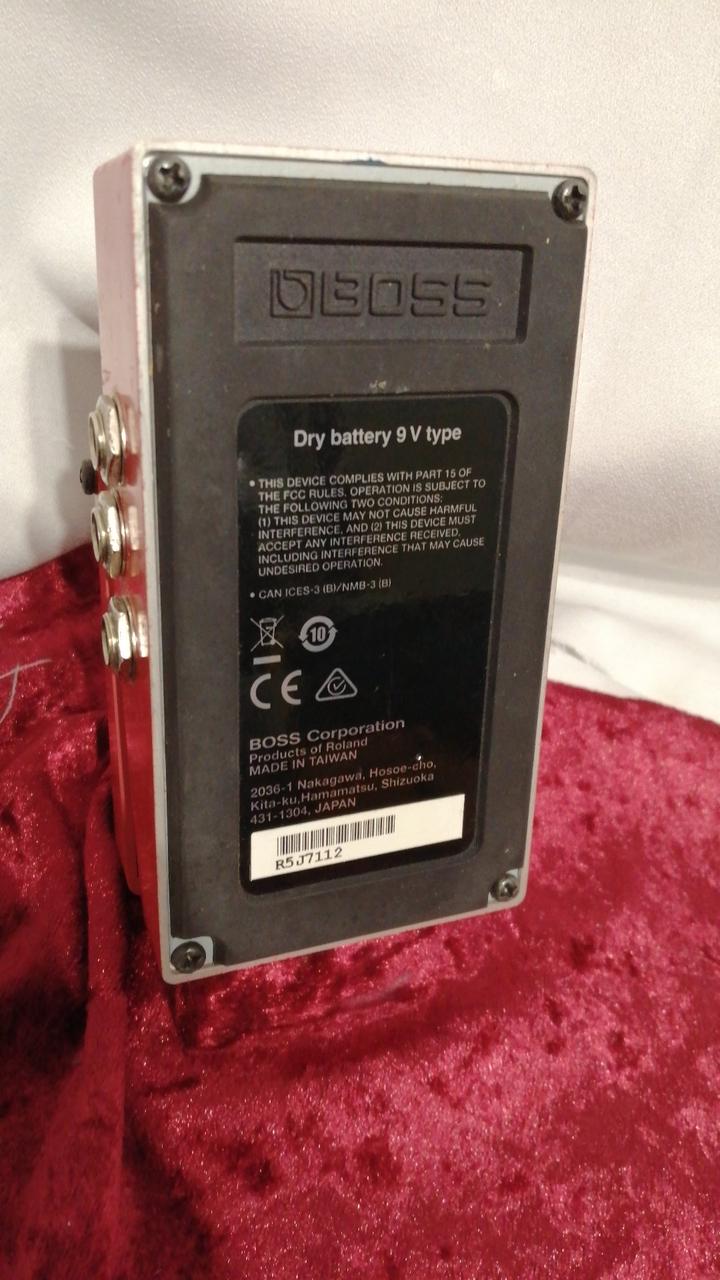 BOSS
Dry battery 9 V type
• THIS DEVICE COMPLIES WITH PART 15 OF
THE FCC RULES. OPERATION IS SUBJECT TO
THE FOLLOWING TWO CONDITIONS:
(1) THIS DEVICE MAY NOT CAUSE HARMFUL
INTERFERENCE, AND (2) THIS DEVICE MUST
ACCEPT ANY INTERFERENCE RECEIVED,
INCLUDING INTERFERENCE THAT MAY CAUSE
UNDESIRED OPERATION.
• CAN ICES-3 (B)/NMB-3 (B)
10
CE
BOSS Corporation
Products of Roland
MADE IN TAIWAN
2036-1 Nakagawa, Hosoe-cho,
Kita-ku,Hamamatsu, Shizuoka
431-1304, JAPAN
R5J7112